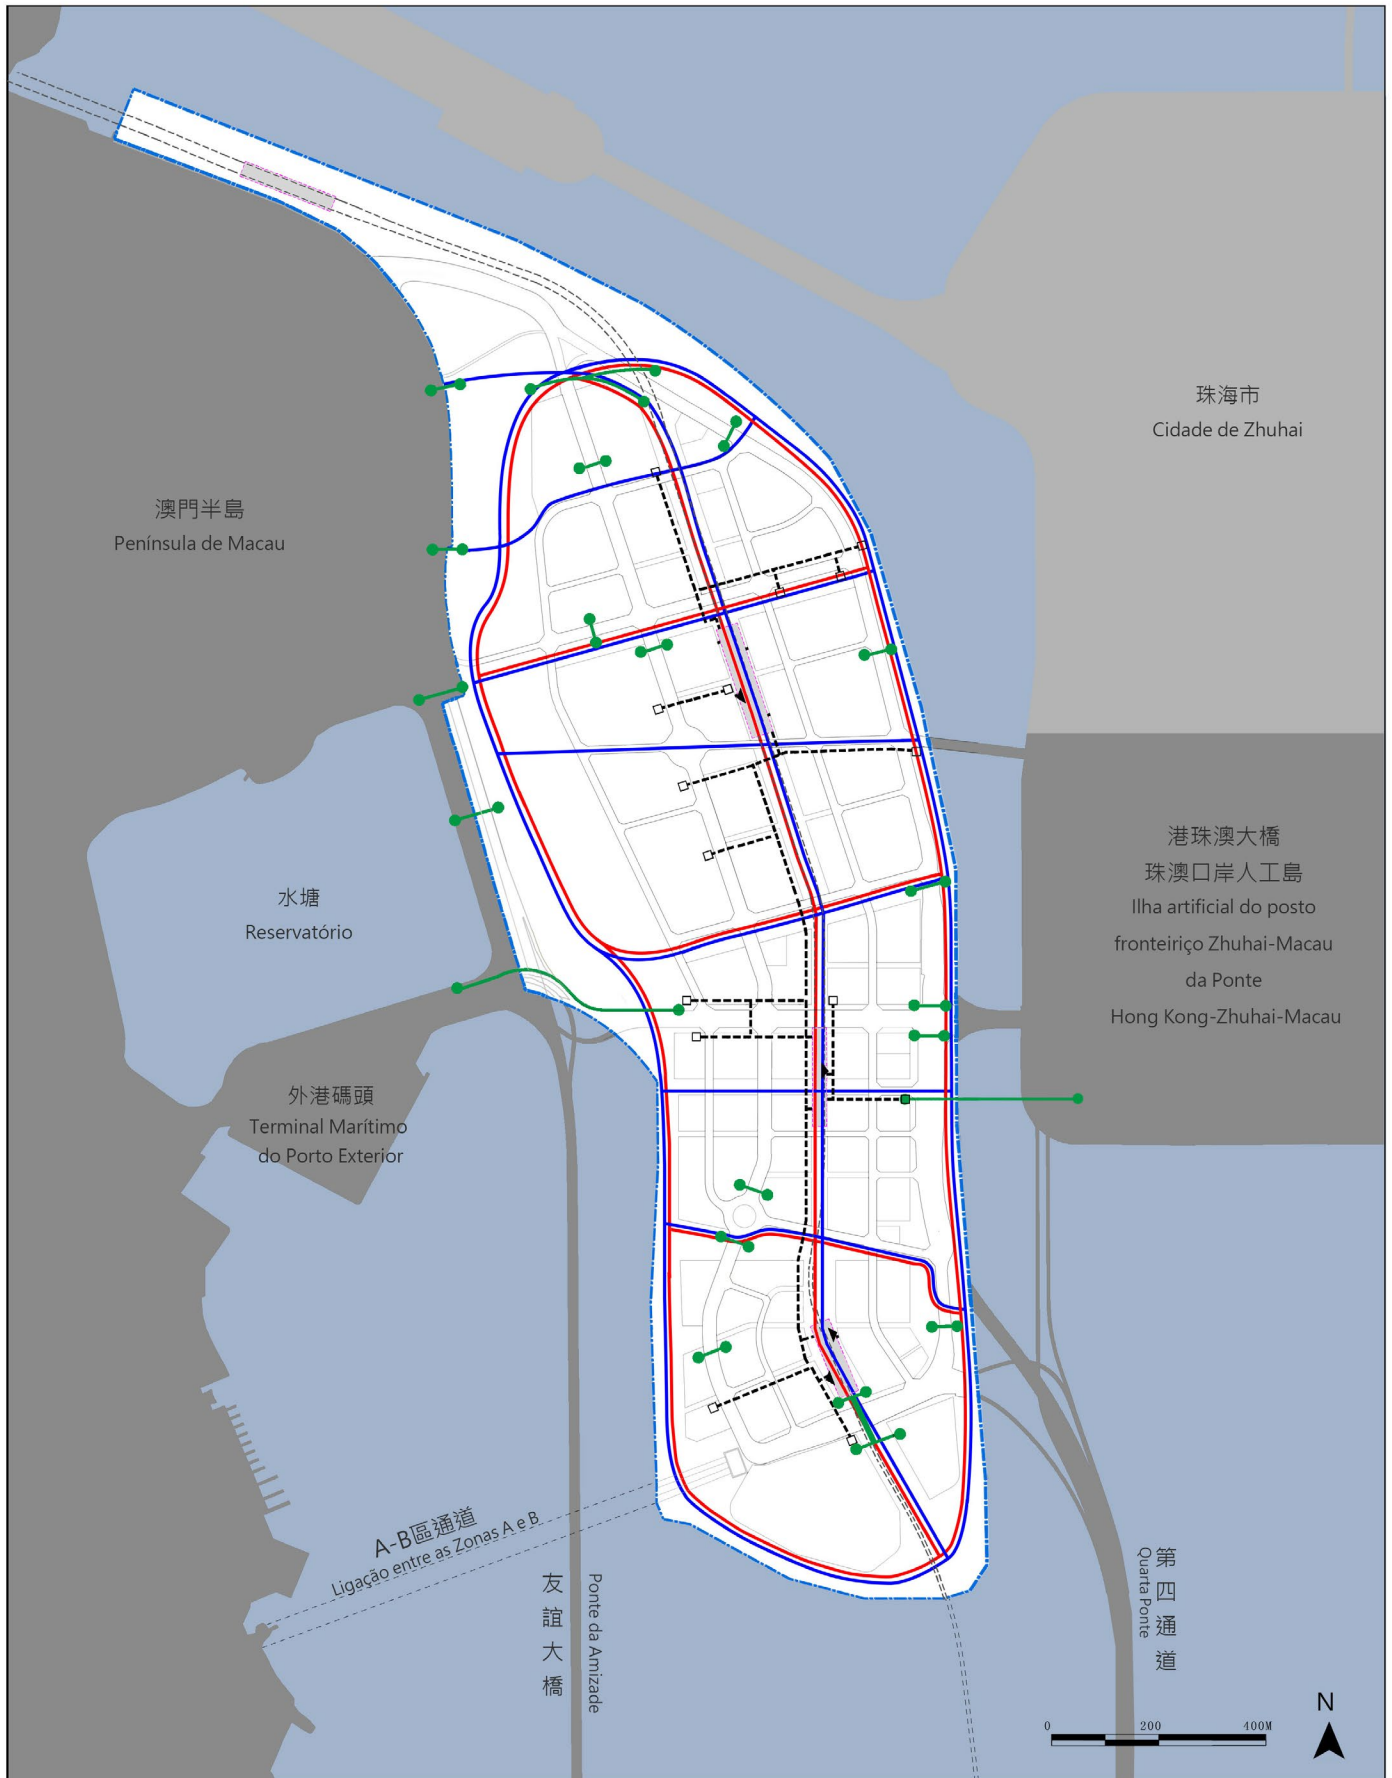 珠海市
Cidade de Zhuhai
澳門半島
Península de Macau
港珠澳大橋
珠澳口岸人工島
Ilha artificial do posto
fronteiriço Zhuhai-Macau
da Ponte
Hong Kong-Zhuhai-Macau
水塘
Reservatório
外港碼頭
Terminal Marítimo
do Porto Exterior
A-B區通道
Ligação entre as Zonas A e B
友誼大橋
Ponte da Amizade
第四通道
Quarta Ponte
N
0 200 400M